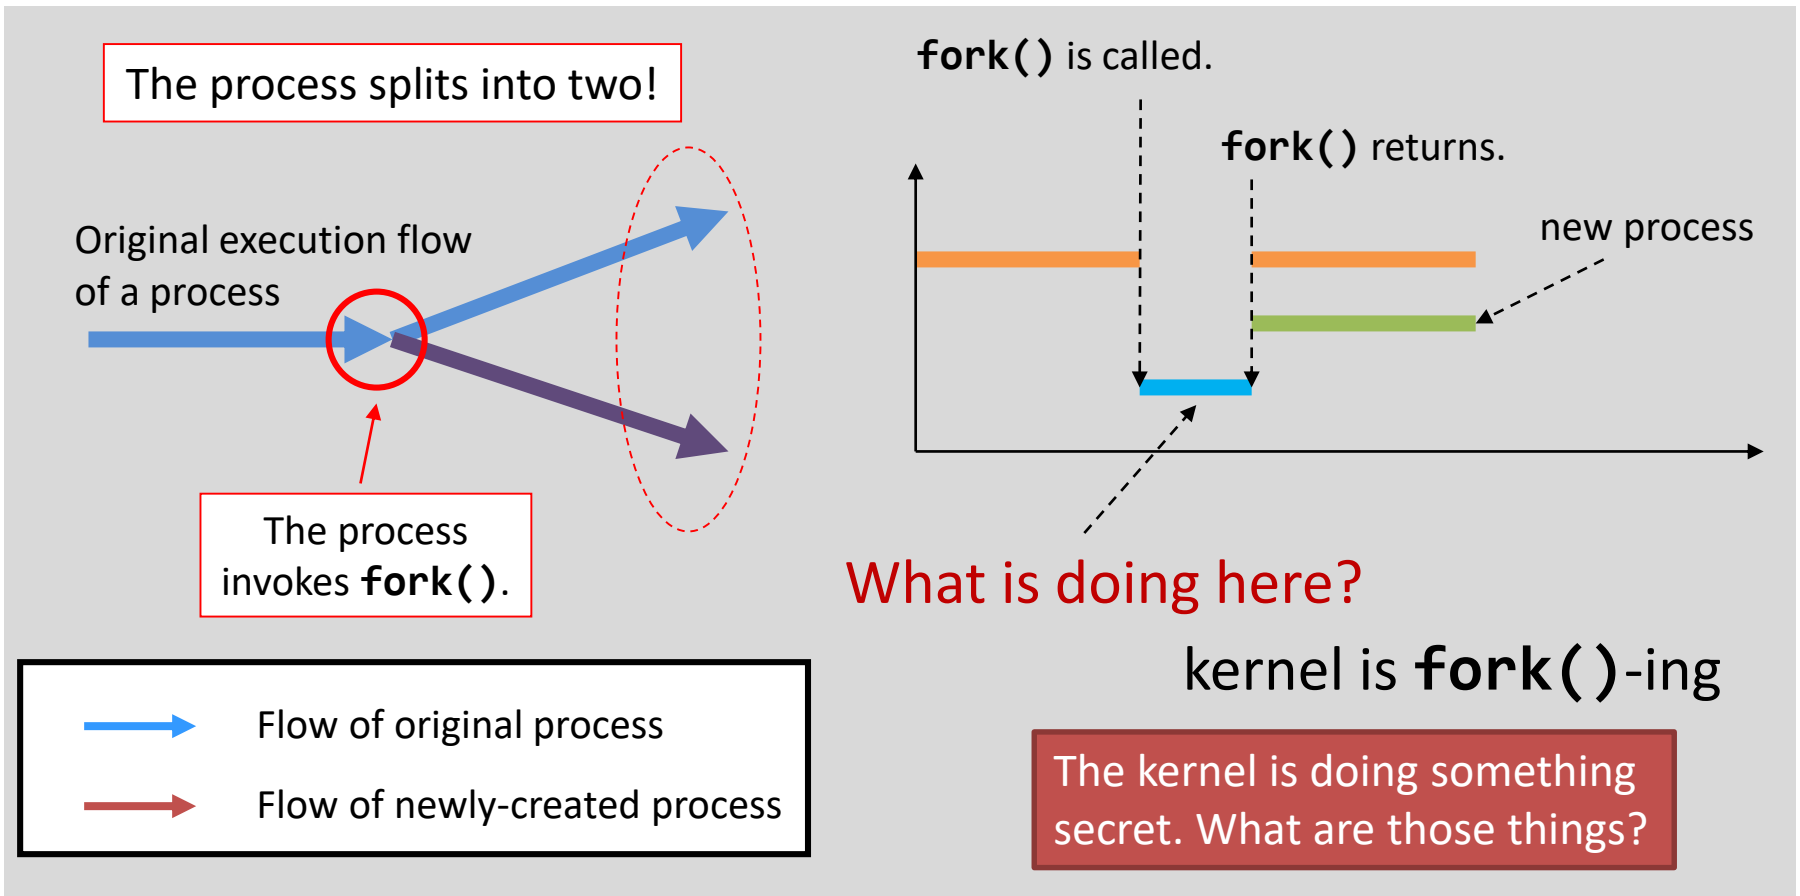 The process splits into two!
Original execution flow
of a process
The process
invokes fork().
Flow of original process
Flow of newly-created process
fork() is called.
fork() returns.
new process
What is doing here?
kernel is fork()-ing
The kernel is doing something
secret. What are those things?